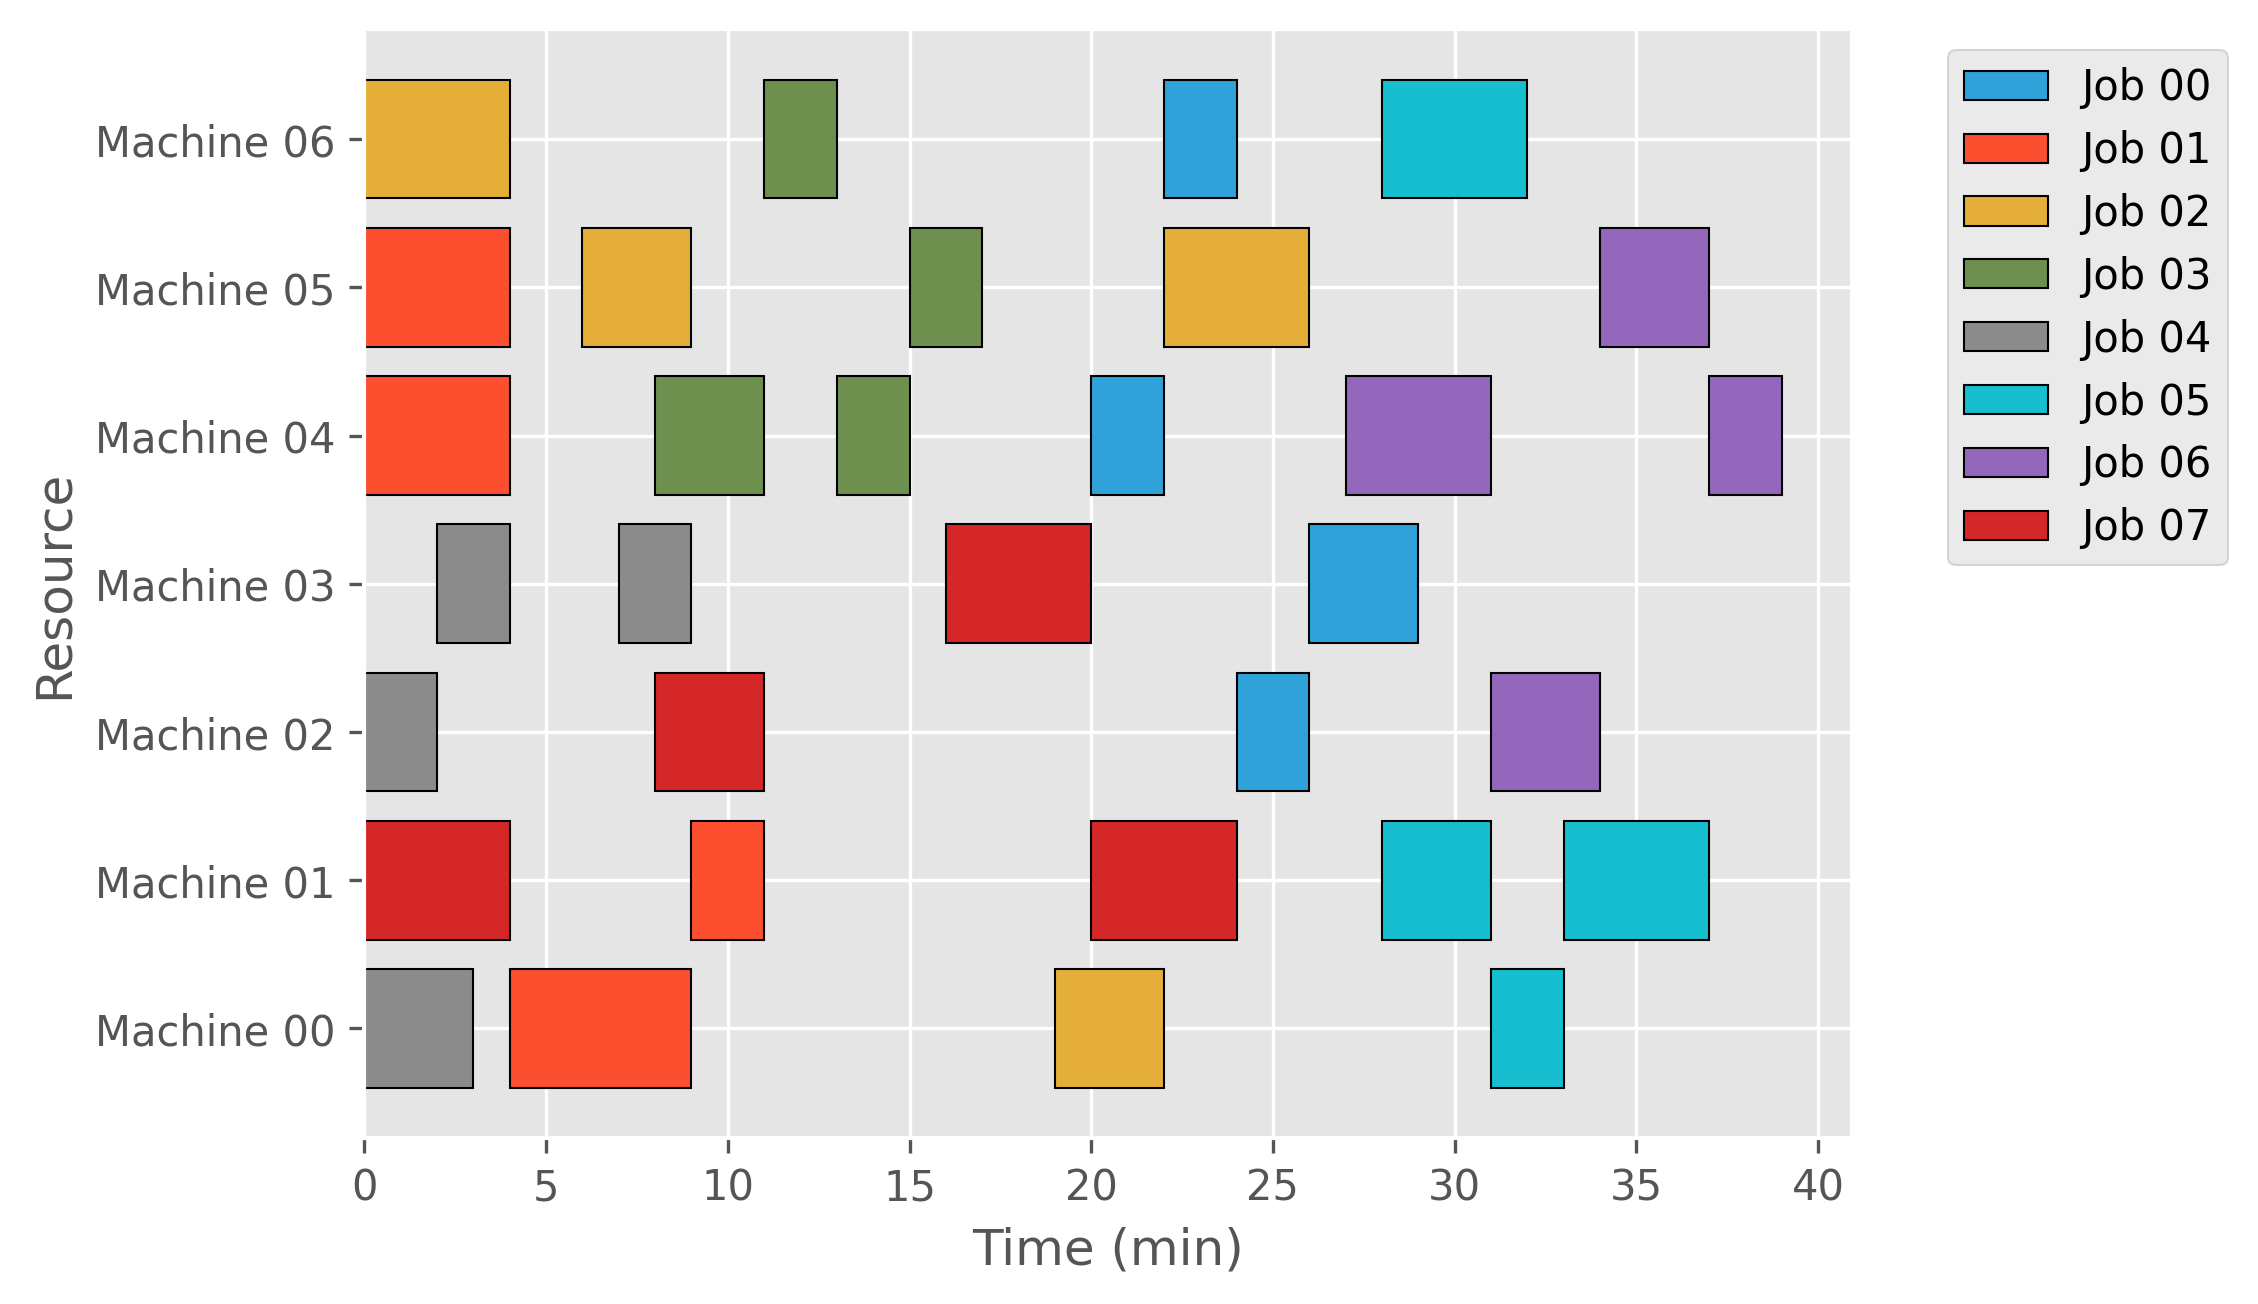 Machine 06
Machine 05
Machine 04
Machine 03
Machine 02
Machine 01
Machine 00
Resource
0 5 10 15 20 25 30 35 40
Time (min)
Job 00
Job 01
Job 02
Job 03
Job 04
Job 05
Job 06
Job 07